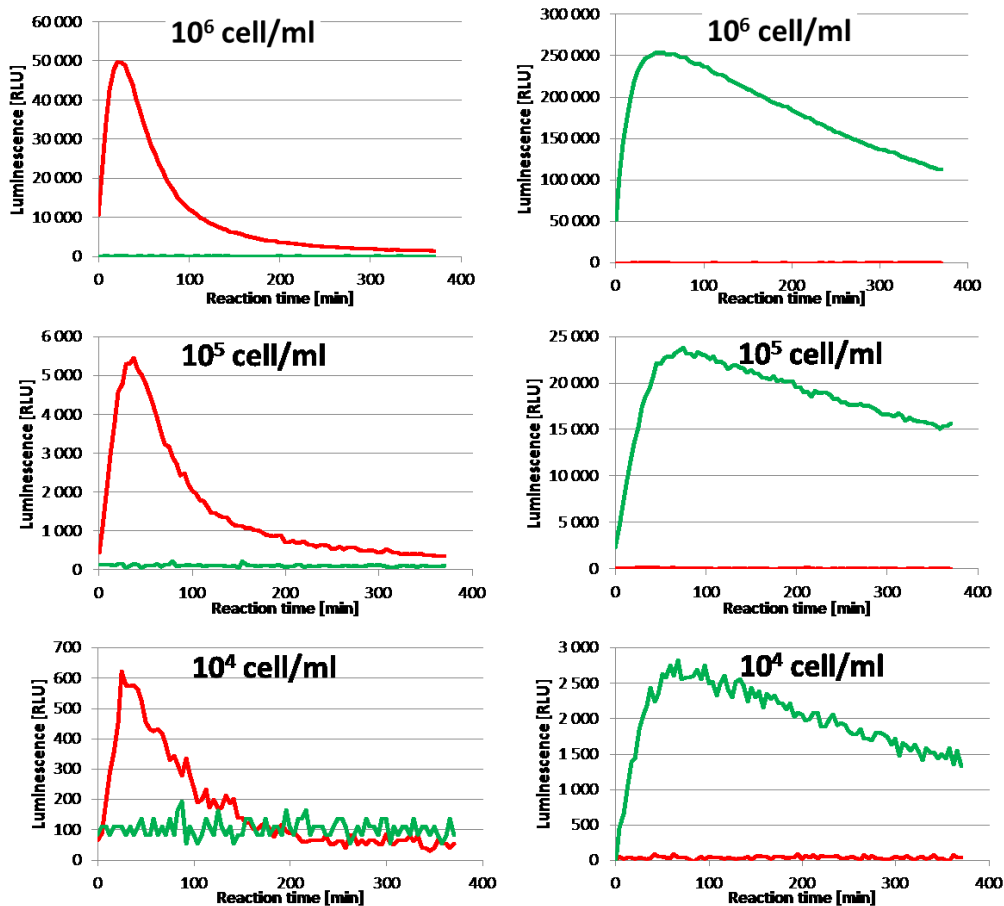 10⁶ cell/ml
Luminescence [RLU]
60 000
50 000
40 000
30 000
20 000
10 000
0
0 100 200 300 400
Reaction time [min]
10⁶ cell/ml
Luminescence [RLU]
300 000
250 000
200 000
150 000
100 000
50 000
0
0 100 200 300 400
Reaction time [min]
10⁵ cell/ml
Luminescence [RLU]
6 000
5 000
4 000
3 000
2 000
1 000
0
0 100 200 300 400
Reaction time [min]
10⁵ cell/ml
Luminescence [RLU]
25 000
20 000
15 000
10 000
5 000
0
0 100 200 300 400
Reaction time [min]
10⁴ cell/ml
Luminescence [RLU]
700
600
500
400
300
200
100
0
0 100 200 300 400
Reaction time [min]
10⁴ cell/ml
Luminescence [RLU]
3 000
2 500
2 000
1 500
1 000
500
0
0 100 200 300 400
Reaction time [min]